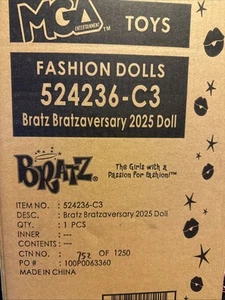 MGA™ TOYS
ENTERTAINMENT
FASHION DOLLS
524236-C3
Bratz Bratzaversary 2025 Doll
BRATZ® The Girls with a
Passion For Fashion!™
ITEM NO. : 524236-C3
DESC. : Bratz Bratzaversary 2025 Doll
QTY. : 1 PCS
INNER : ---
CONTENTS : ---
CTN NO. : 752 OF 1250
PO # : 100P0063360
MADE IN CHINA